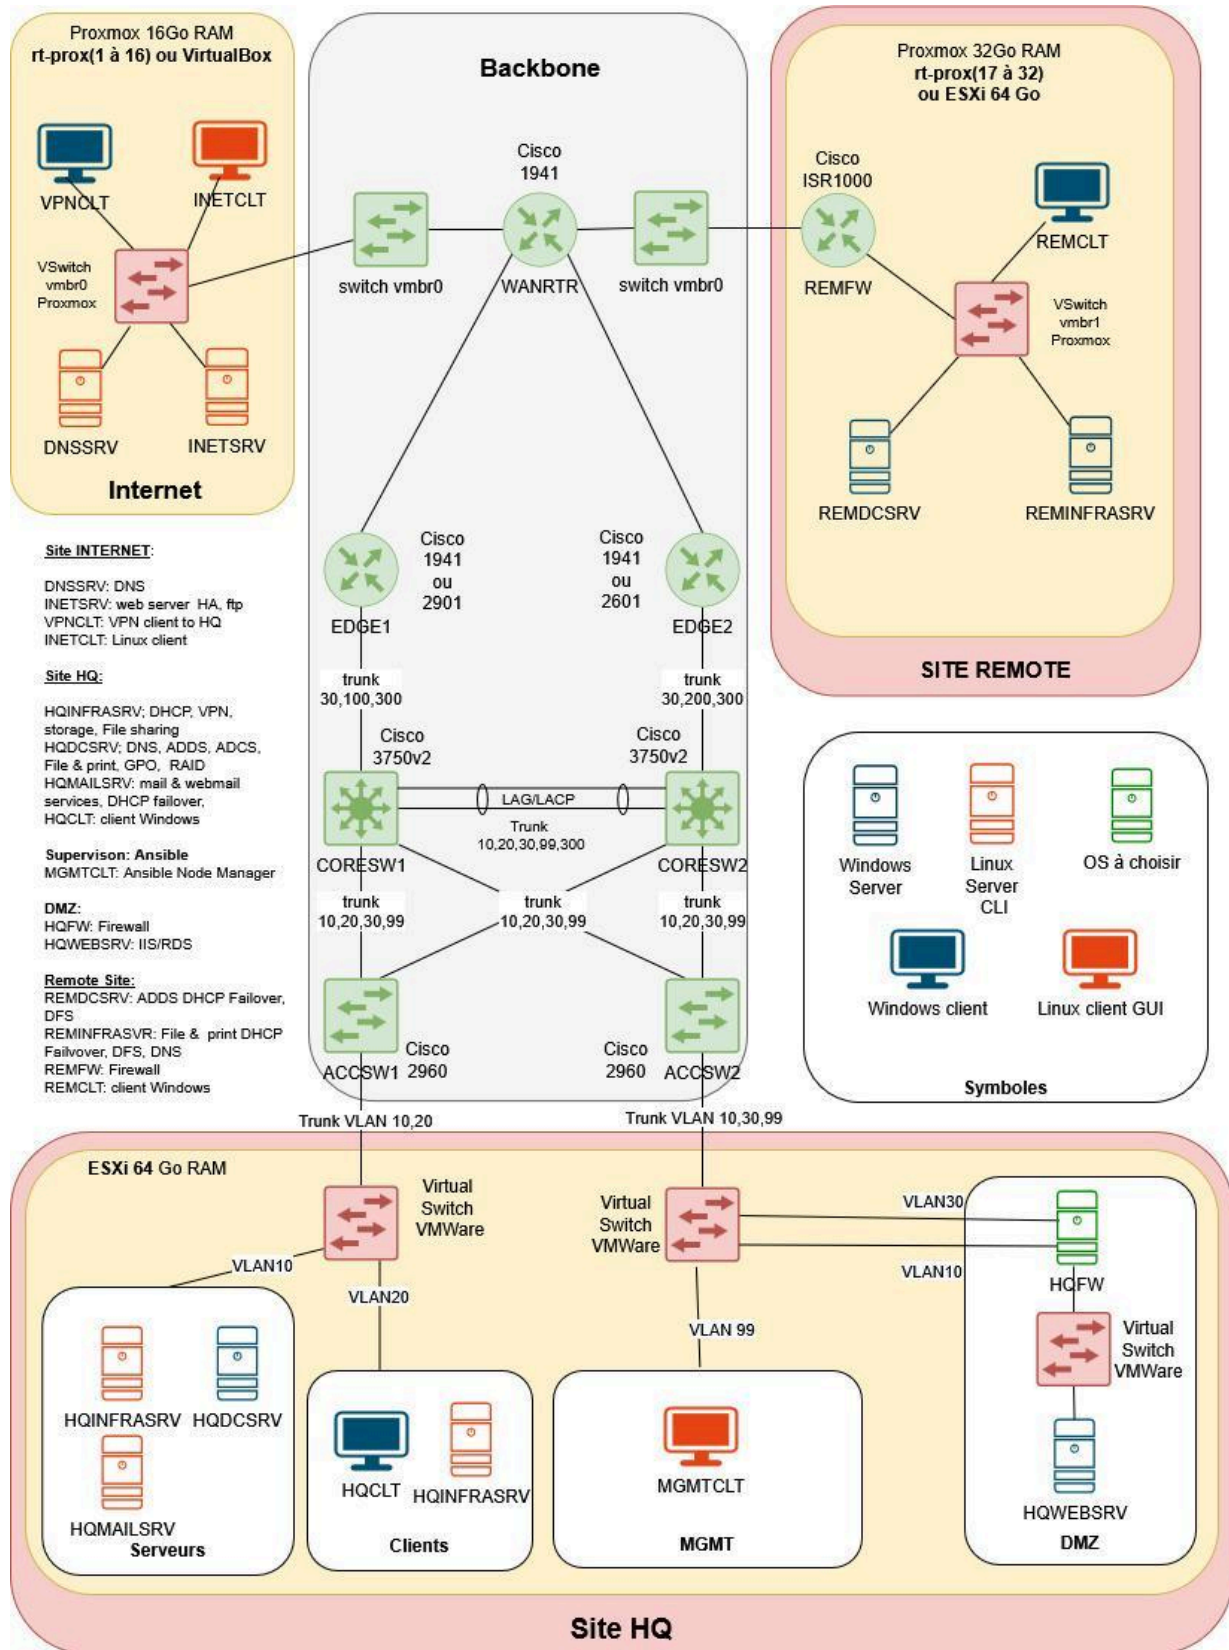 Proxmox 16Go RAM
rt-prox(1 à 16) ou VirtualBox
VPNCLT
INETCLT
VSwitch
vmbr0
Proxmox
DNSSRV
INETSRV
Internet
Backbone
Cisco
1941
switch vmbr0
WANRTR
switch vmbr0
Proxmox 32Go RAM
rt-prox(17 à 32)
ou ESXi 64 Go
Cisco
ISR1000
REMFW
REMCLT
VSwitch
vmbr1
Proxmox
REMDCSRV
REMINFRASRV
SITE REMOTE
Cisco
1941
ou
2901
EDGE1
Cisco
1941
ou
2601
EDGE2
trunk
30,100,300
trunk
30,200,300
Cisco
3750v2
Cisco
3750v2
LAG/LACP
Trunk
10,20,30,99,300
CORESW1
CORESW2
trunk
10,20,30,99
trunk
10,20,30,99
trunk
10,20,30,99
Cisco
2960
ACCSW1
Cisco
2960
ACCSW2
Site INTERNET:
DNSSRV: DNS
INETSRV: web server HA, ftp
VPNCLT: VPN client to HQ
INETCLT: Linux client
Site HQ:
HQINFRASRV; DHCP, VPN,
storage, File sharing
HQDCSRV; DNS, ADDS, ADCS,
File & print, GPO, RAID
HQMAILSRV: mail & webmail
services, DHCP failover,
HQCLT: client Windows
Supervison: Ansible
MGMTCLT: Ansible Node Manager
DMZ:
HQFW: Firewall
HQWEBSRV: IIS/RDS
Remote Site:
REMDCSRV: ADDS DHCP Failover,
DFS
REMINFRASVR: File & print DHCP
Failvover, DFS, DNS
REMFW: Firewall
REMCLT: client Windows
Windows
Server
Linux
Server
CLI
OS à choisir
Windows client
Linux client GUI
Symboles
Trunk VLAN 10,20
Trunk VLAN 10,30,99
ESXi 64 Go RAM
Virtual
Switch
VMWare
Virtual
Switch
VMWare
VLAN10
VLAN20
VLAN 99
VLAN30
VLAN10
HQINFRASRV
HQDCSRV
HQMAILSRV
Serveurs
HQCLT
HQINFRASRV
Clients
MGMTCLT
MGMT
HQFW
Virtual
Switch
VMWare
HQWEBSRV
DMZ
Site HQ